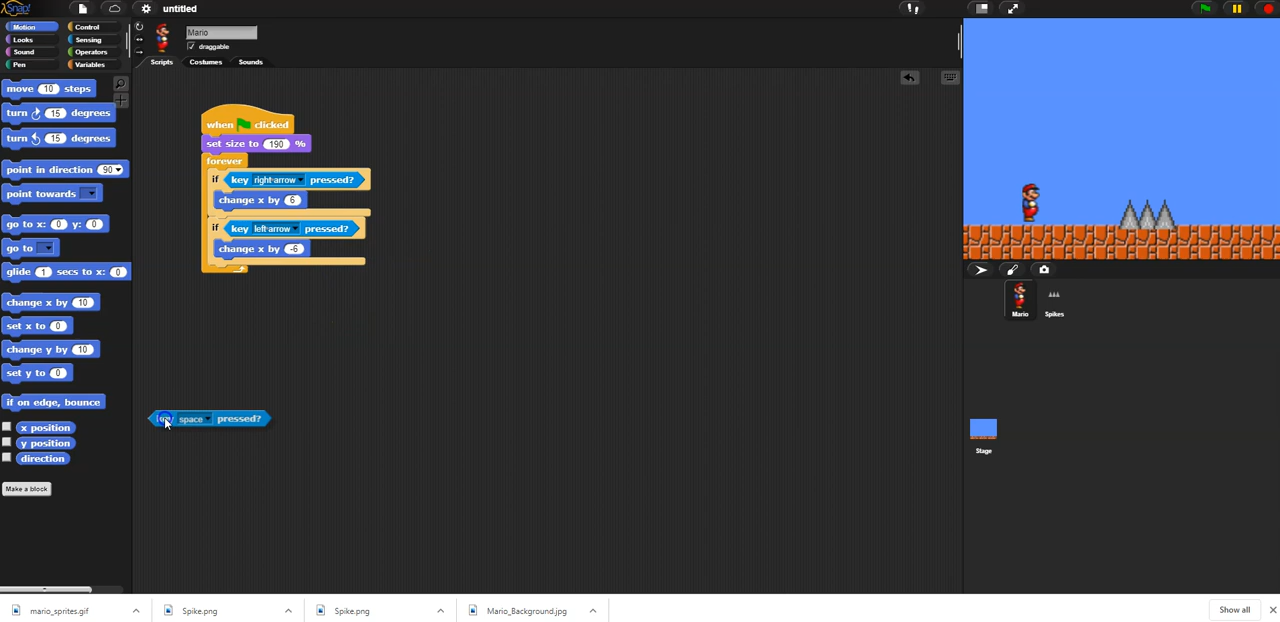 Snap!
untitled
Motion
Control
Looks
Sensing
Sound
Operators
Pen
Variables
Mario
draggable
Scripts
Costumes
Sounds
move 10 steps
turn 15 degrees
turn 15 degrees
point in direction 90
point towards
go to x: 0 y: 0
go to
glide 1 secs to x: 0
change x by 10
set x to 0
change y by 10
set y to 0
if on edge, bounce
x position
y position
direction
Make a block
when clicked
set size to 190 %
forever
if key right arrow pressed?
change x by 6
if key left arrow pressed?
change x by -6
space pressed?
Mario
Spikes
Stage
mario_sprites.gif
Spike.png
Spike.png
Mario_Background.jpg
Show all